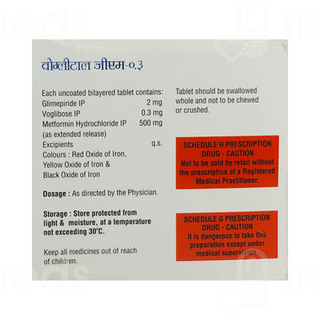 वोग्लीटाल जीएम-०.३
Each uncoated bilayered tablet contains:
Glimepiride IP 2 mg
Voglibose IP 0.3 mg
Metformin Hydrochloride IP 500 mg
(as extended release)
Excipients q.s.
Colours : Red Oxide of Iron,
Yellow Oxide of Iron &
Black Oxide of Iron
Dosage : As directed by the Physician.
Storage : Store protected from
light & moisture, at a temperature
not exceeding 30°C.
Keep all medicines out of reach
of children.
Tablet should be swallowed
whole and not to be chewed
or crushed.
SCHEDULE H PRESCRIPTION
DRUG - CAUTION
Not to be sold by retail without
the prescription of a Registered
Medical Practitioner.
SCHEDULE G PRESCRIPTION
DRUG - CAUTION
It is dangerous to take this
preparation except under
medical supervision.